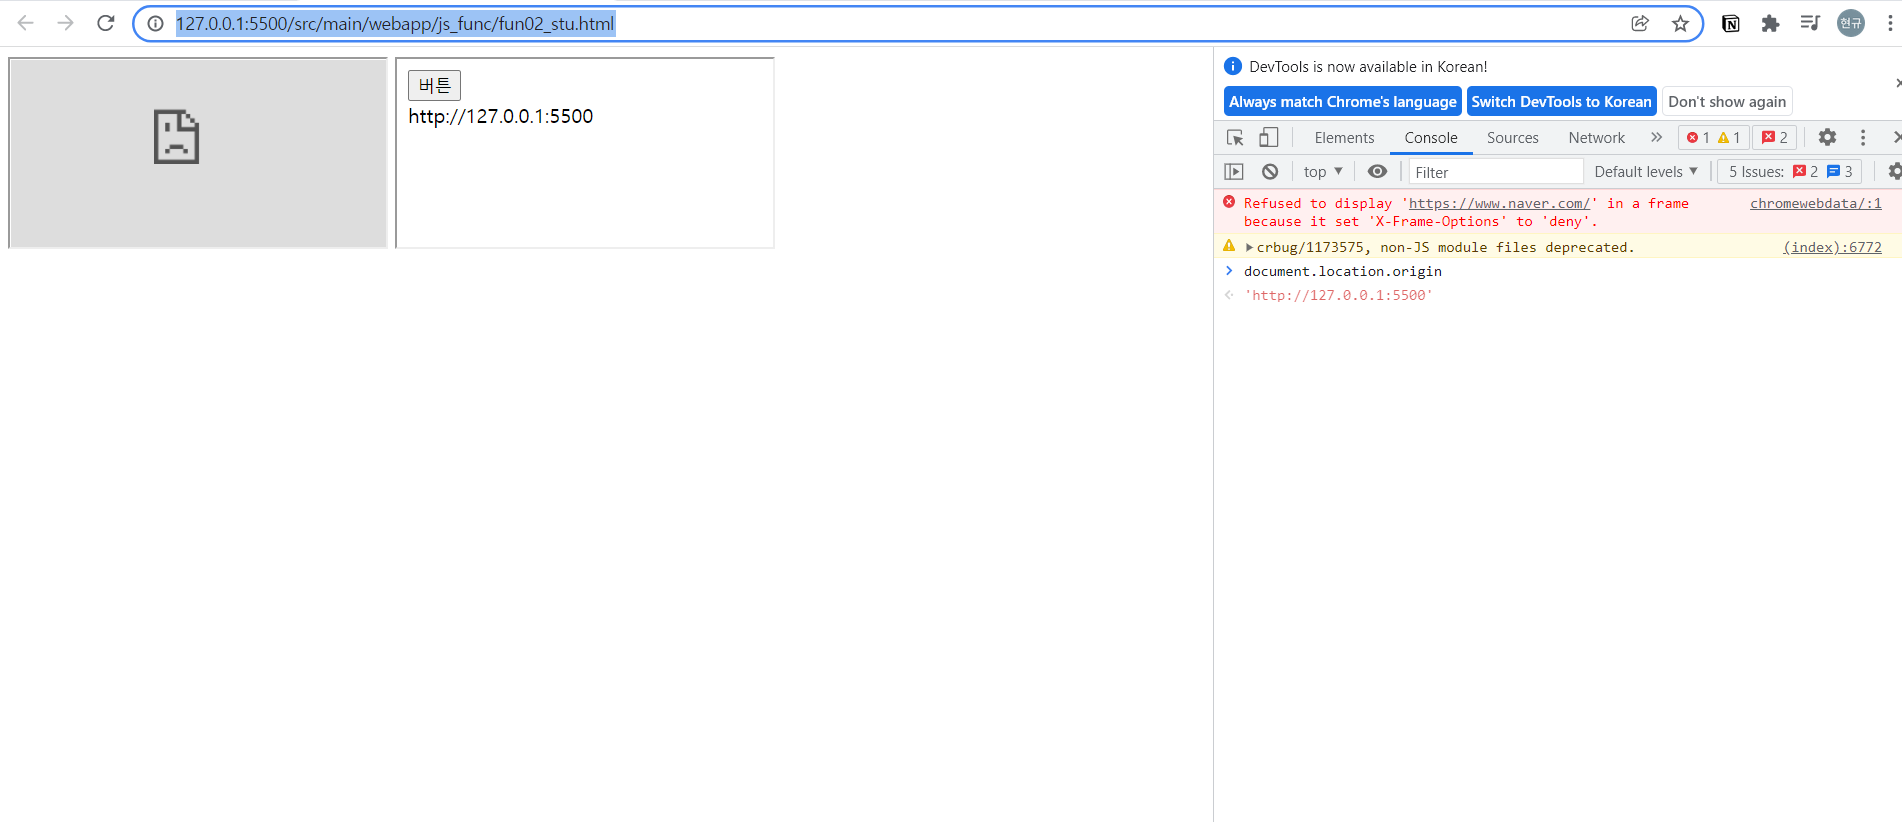 127.0.0.1:5500/src/main/webapp/js_func/fun02_stu.html
현규
버튼
http://127.0.0.1:5500
DevTools is now available in Korean!
Always match Chrome's language Switch DevTools to Korean Don't show again
Elements Console Sources Network » 1 1 2
top Filter Default levels 5 Issues: 2 3
Refused to display 'https://www.naver.com/' in a frame chromewebdata/:1
because it set 'X-Frame-Options' to 'deny'.
crbug/1173575, non-JS module files deprecated. (index):6772
document.location.origin
'http://127.0.0.1:5500'